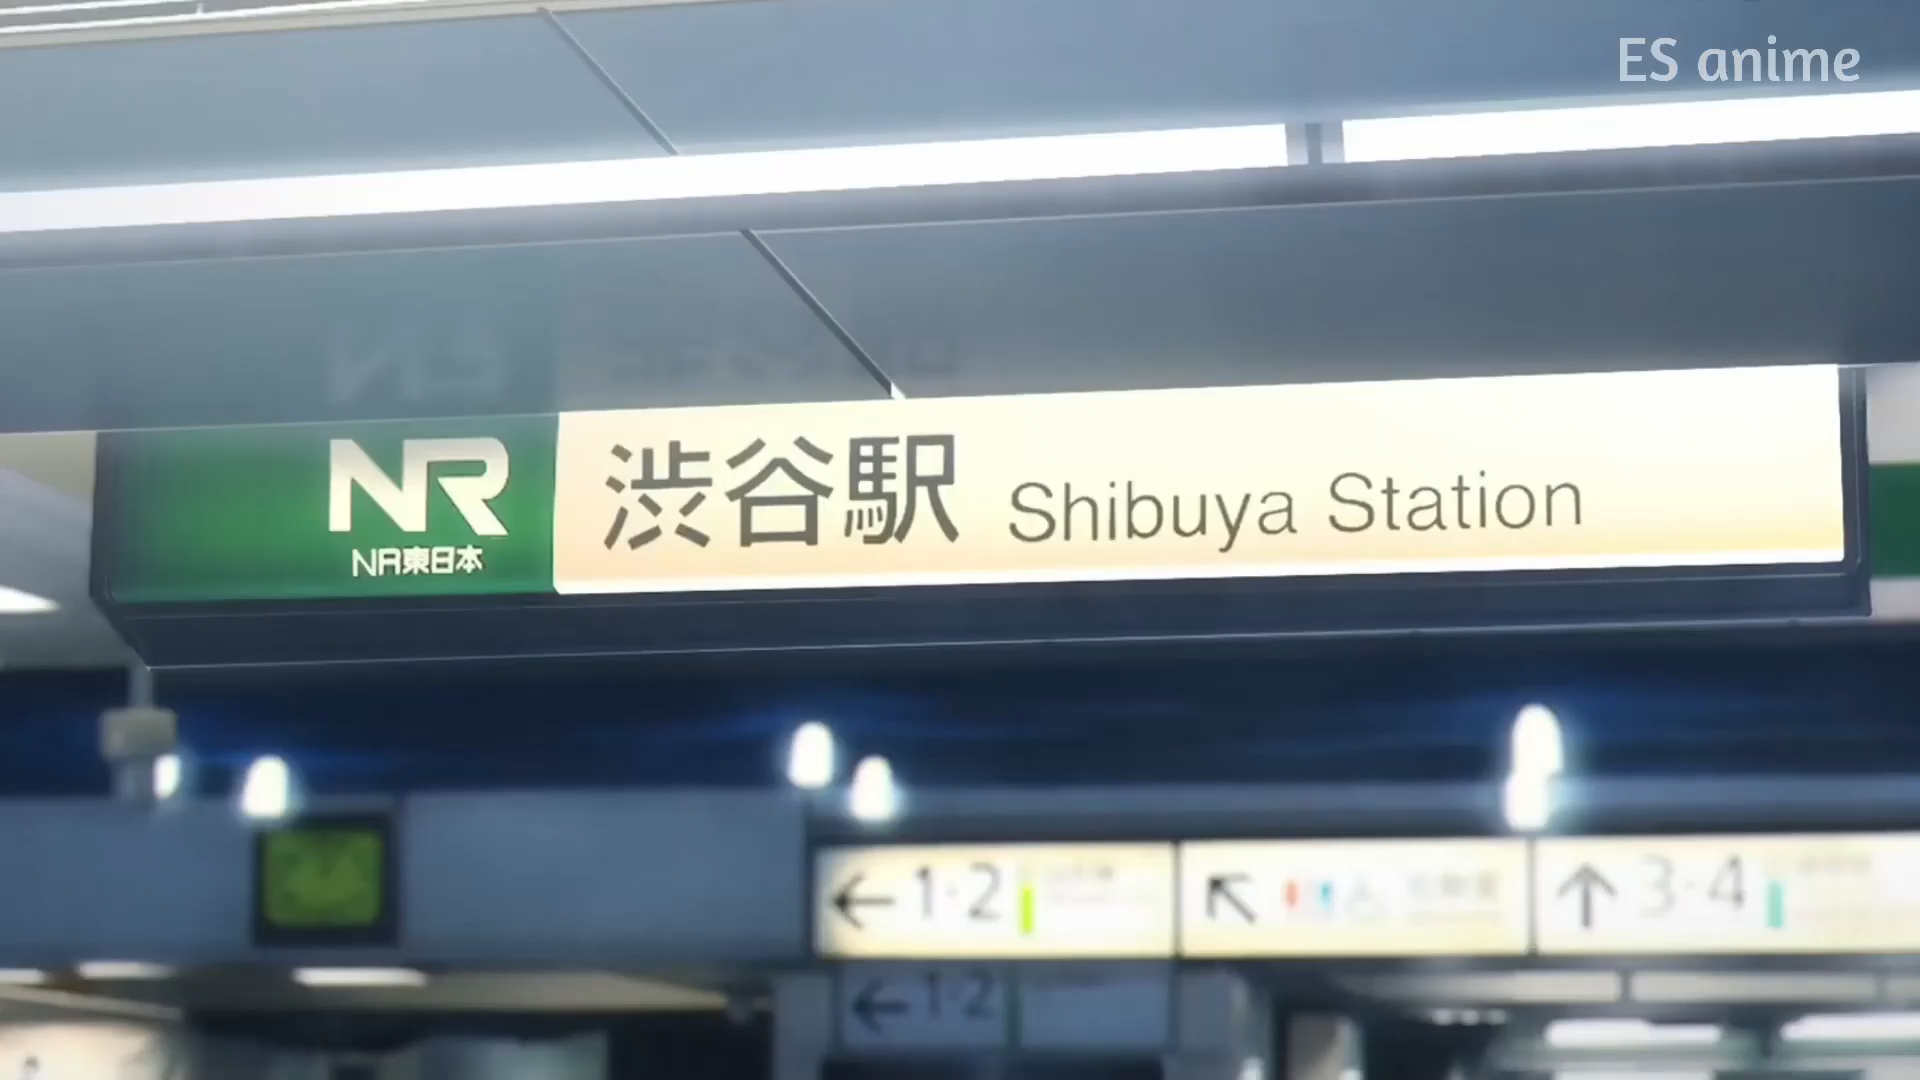 ES anime
NR
NR東日本
渋谷駅 Shibuya Station
← 1·2
↖
↑ 3·4
← 1·2